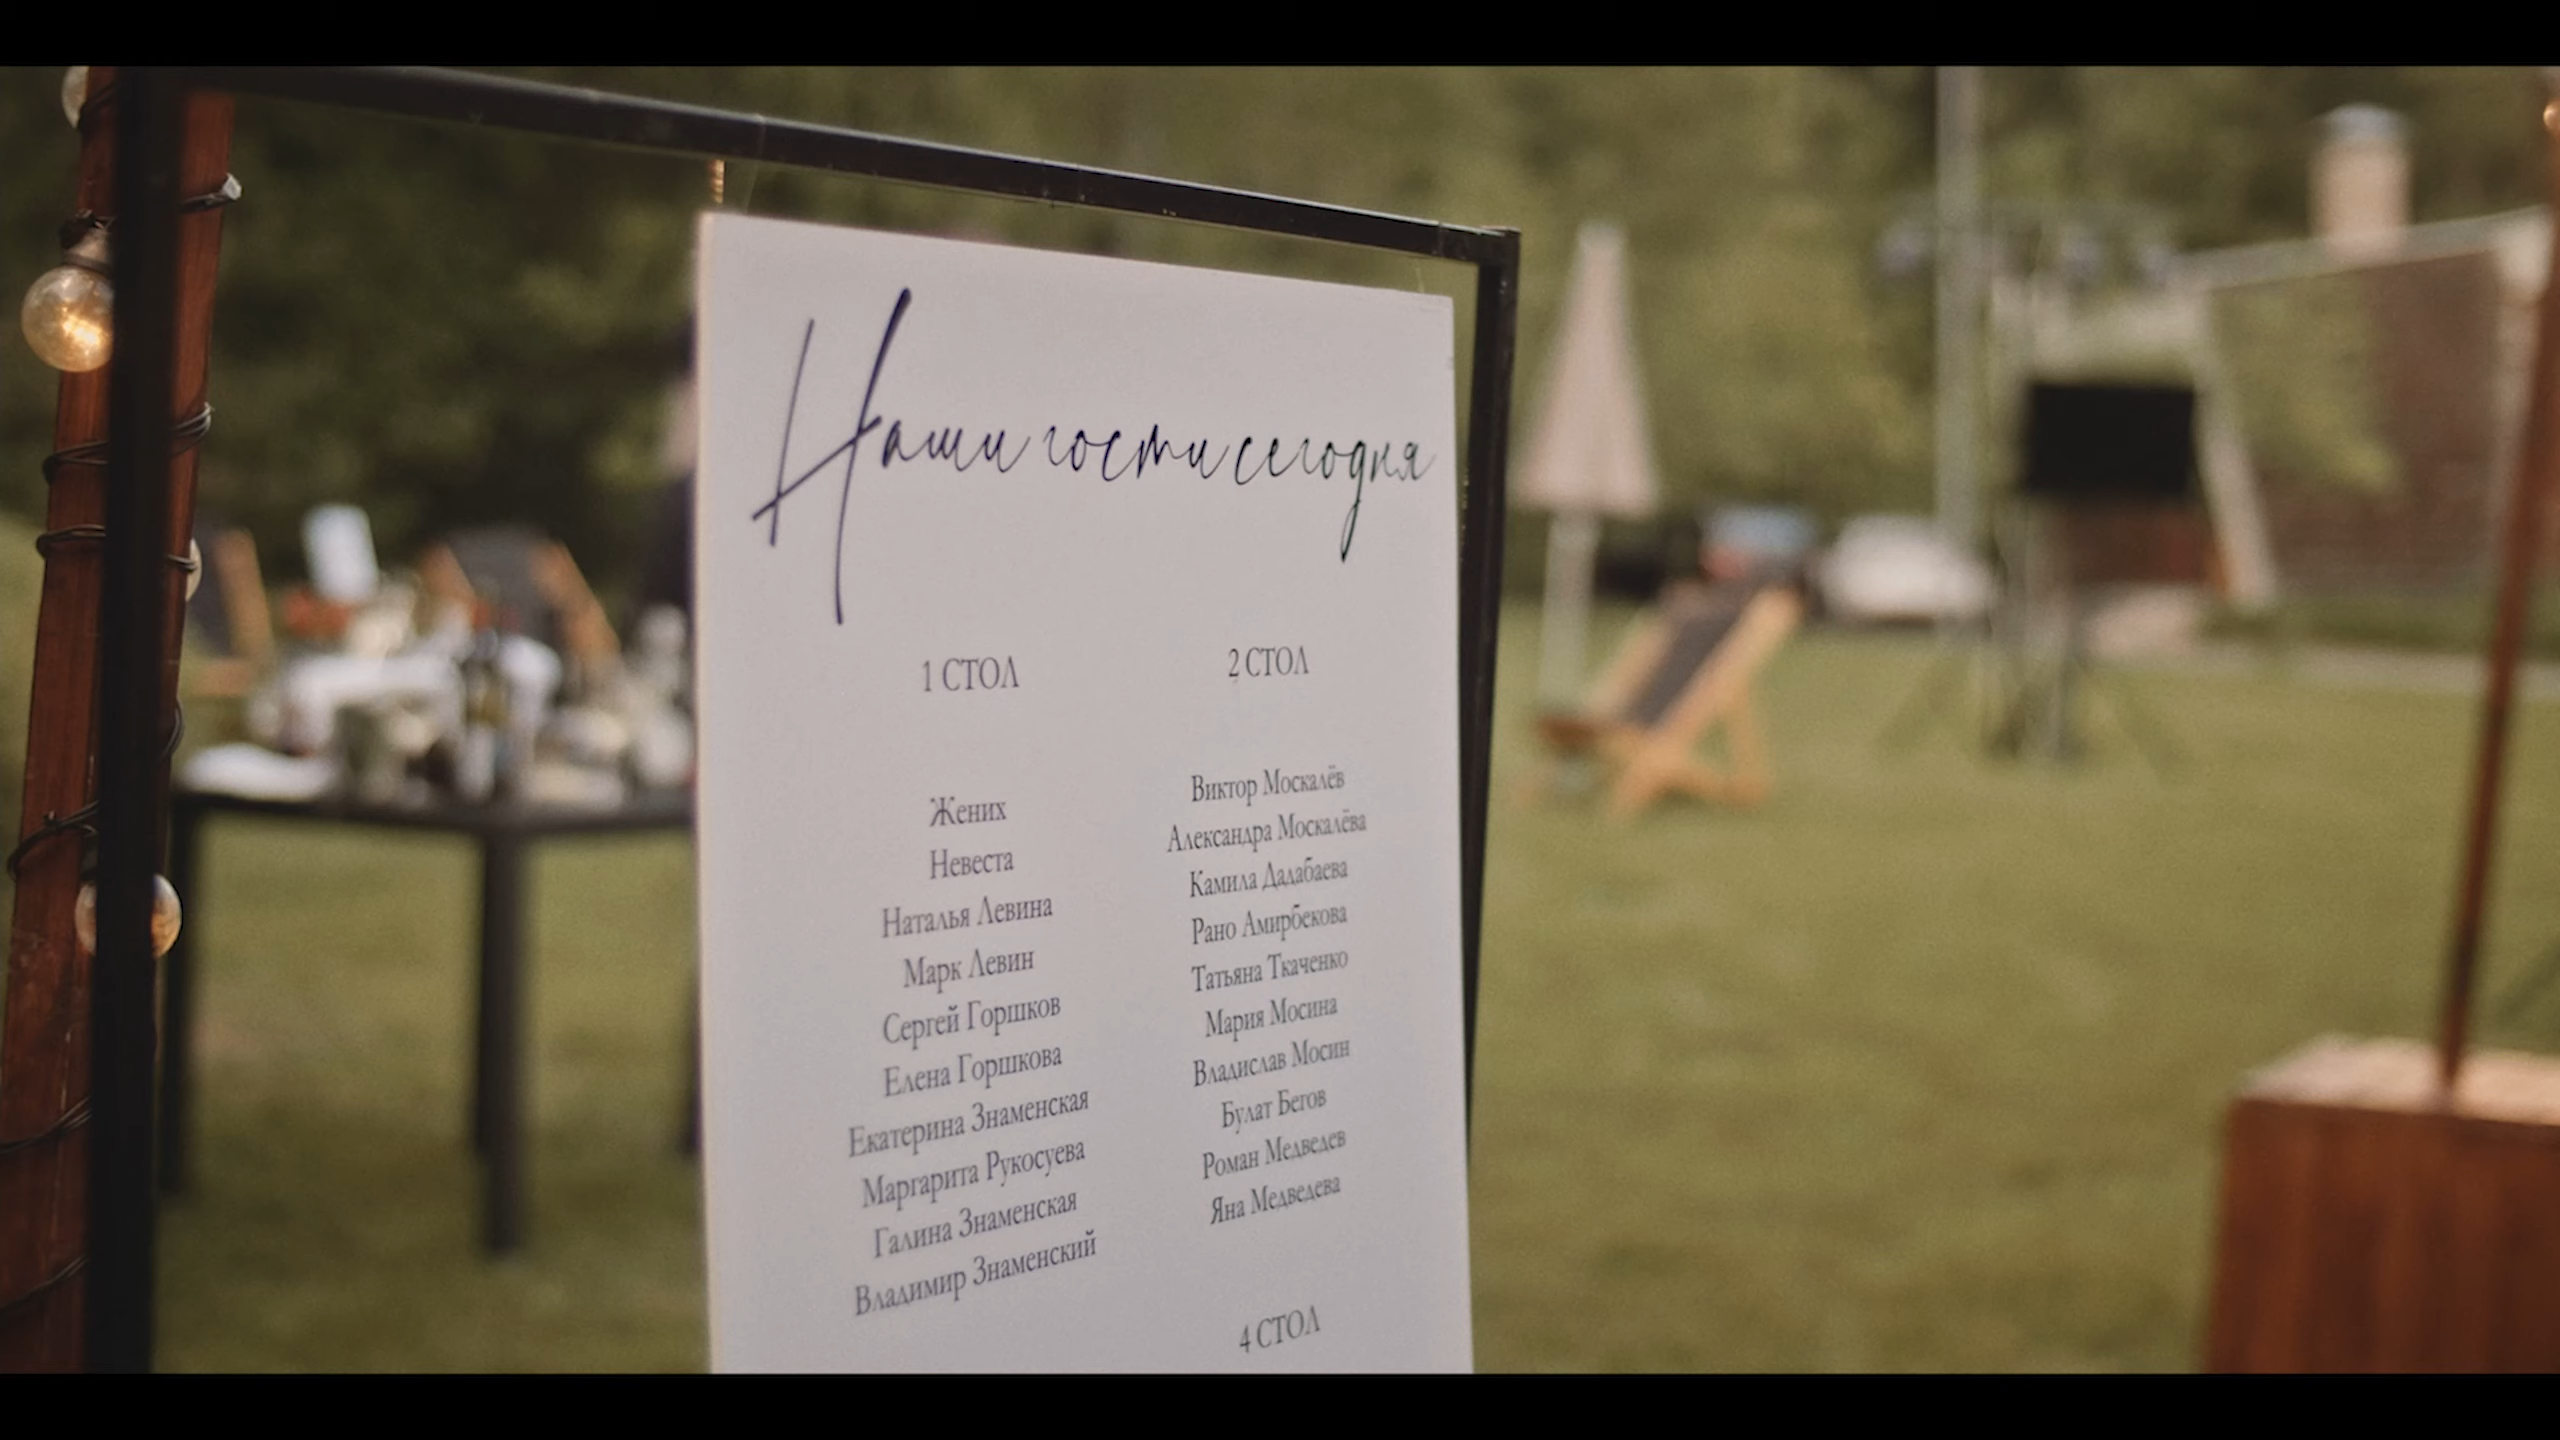 Наши гости сегодня
1 СТОЛ
Жених
Невеста
Наталья Левина
Марк Левин
Сергей Горшков
Елена Горшкова
Екатерина Знаменская
Маргарита Рукосуева
Галина Знаменская
Владимир Знаменский
2 СТОЛ
Виктор Москалёв
Александра Москалёва
Камила Дадабаева
Рано Амирбекова
Татьяна Ткаченко
Мария Мосина
Владислав Мосин
Булат Бегов
Роман Медведев
Яна Медведева
4 СТОЛ